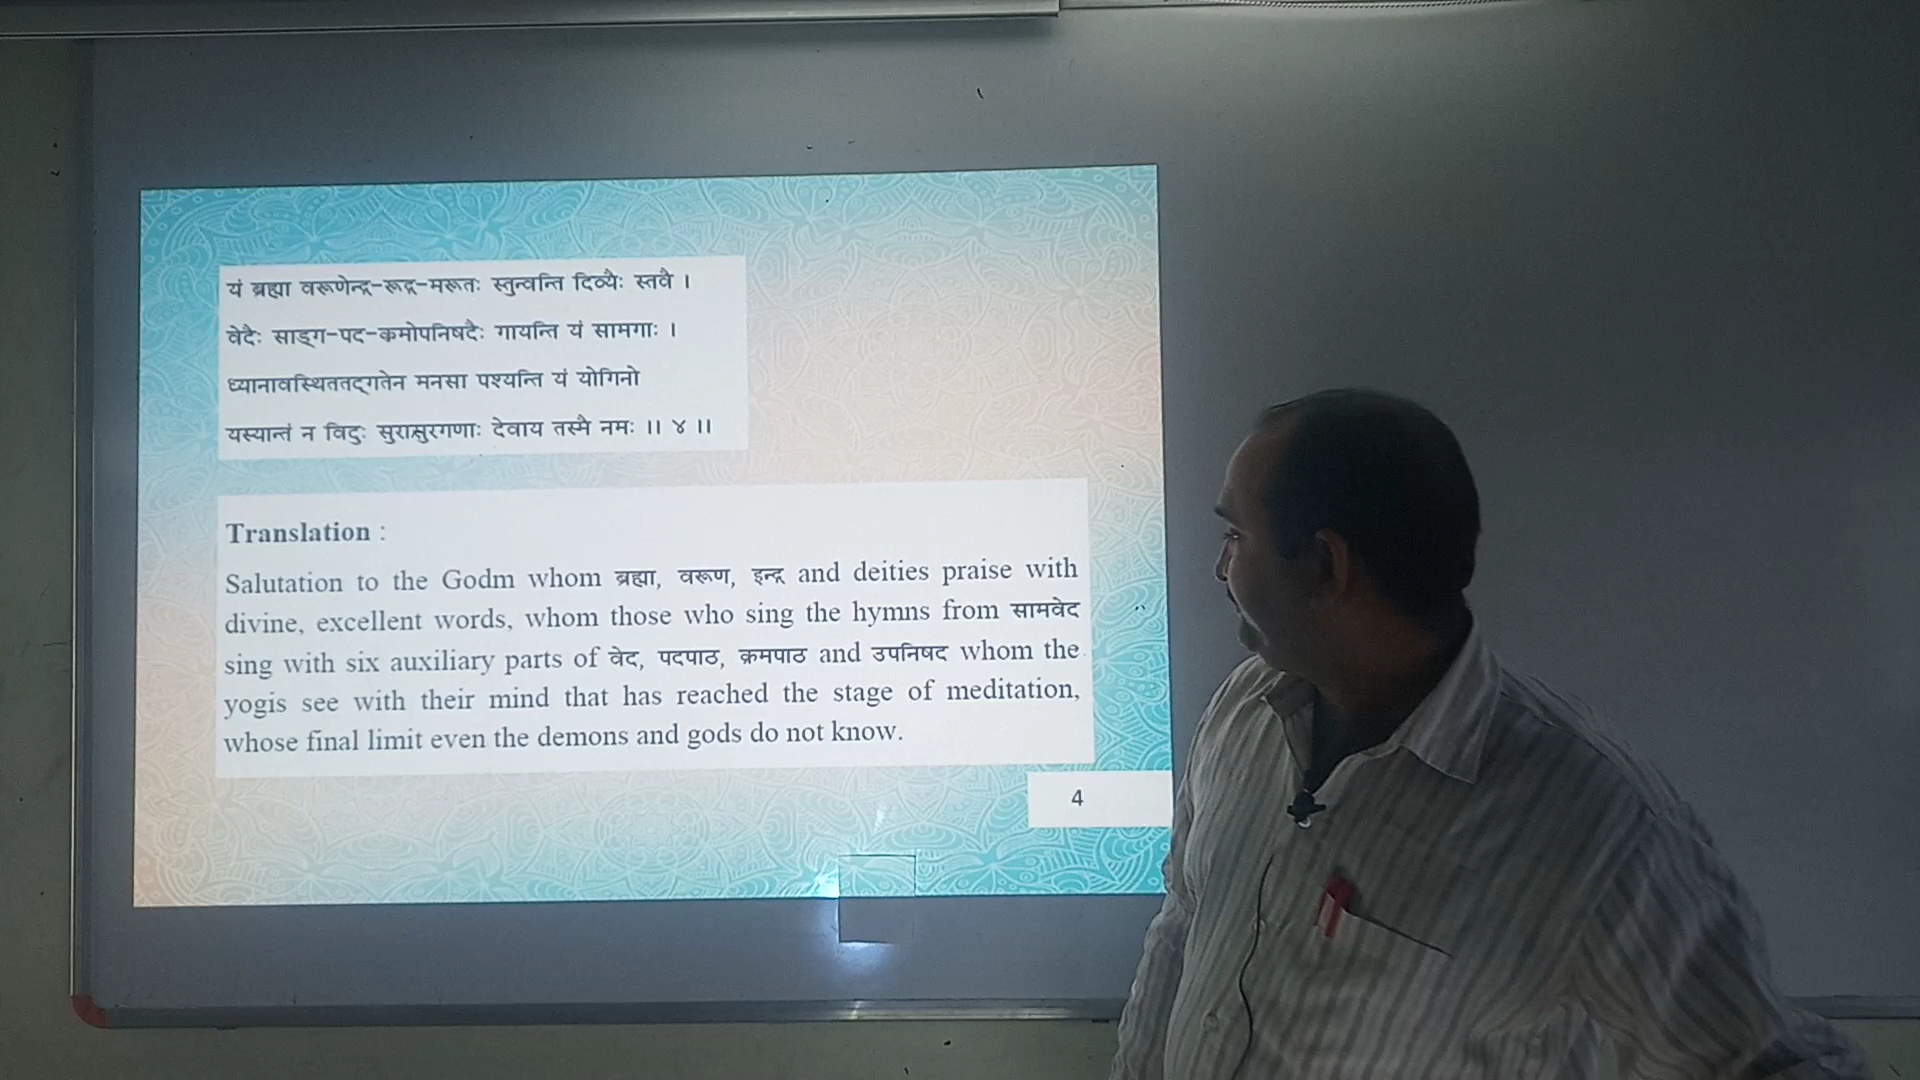 यं ब्रह्मा वरूणेन्द्र-रूद्र-मरूतः स्तुन्वन्ति दिव्यैः स्तवै ।
वेदैः साड्ग-पद-कमोपनिषदैः गायन्ति यं सामगाः ।
ध्यानावस्थिततद्गतेन मनसा पश्यन्ति यं योगिनो
यस्यान्तं न विदुः सुरासुरगणाः देवाय तस्मै नमः ।। ४ ।।
Translation :
Salutation to the Godm whom ब्रह्मा, वरूण, इन्द्र and deities praise with
divine, excellent words, whom those who sing the hymns from सामवेद
sing with six auxiliary parts of वेद, पदपाठ, क्रमपाठ and उपनिषद whom the
yogis see with their mind that has reached the stage of meditation,
whose final limit even the demons and gods do not know.
4